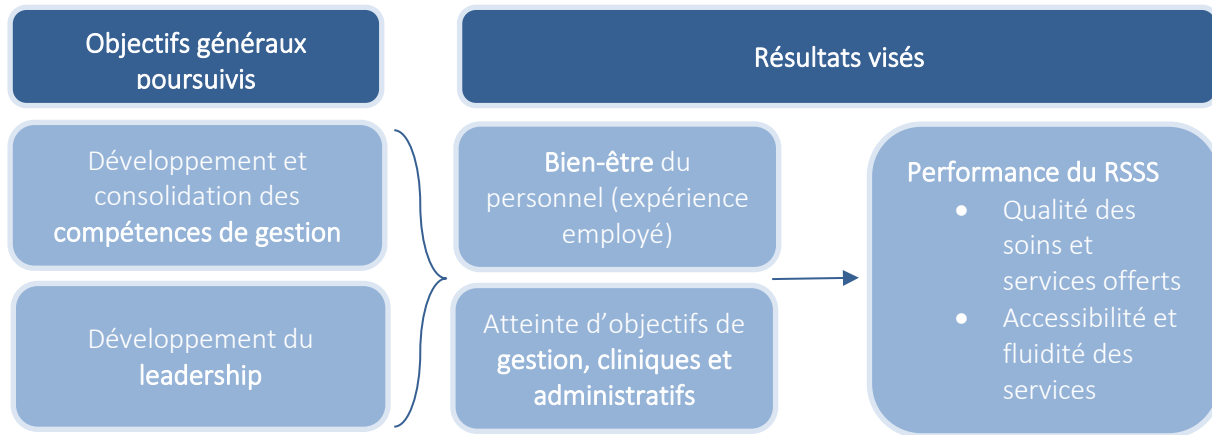 Objectifs généraux
poursuivis
Résultats visés
Développement et
consolidation des
compétences de gestion
Développement du
leadership
Bien-être du
personnel (expérience
employé)
Atteinte d’objectifs de
gestion, cliniques et
administratifs
Performance du RSSS
• Qualité des
soins et
services offerts
• Accessibilité et
fluidité des
services